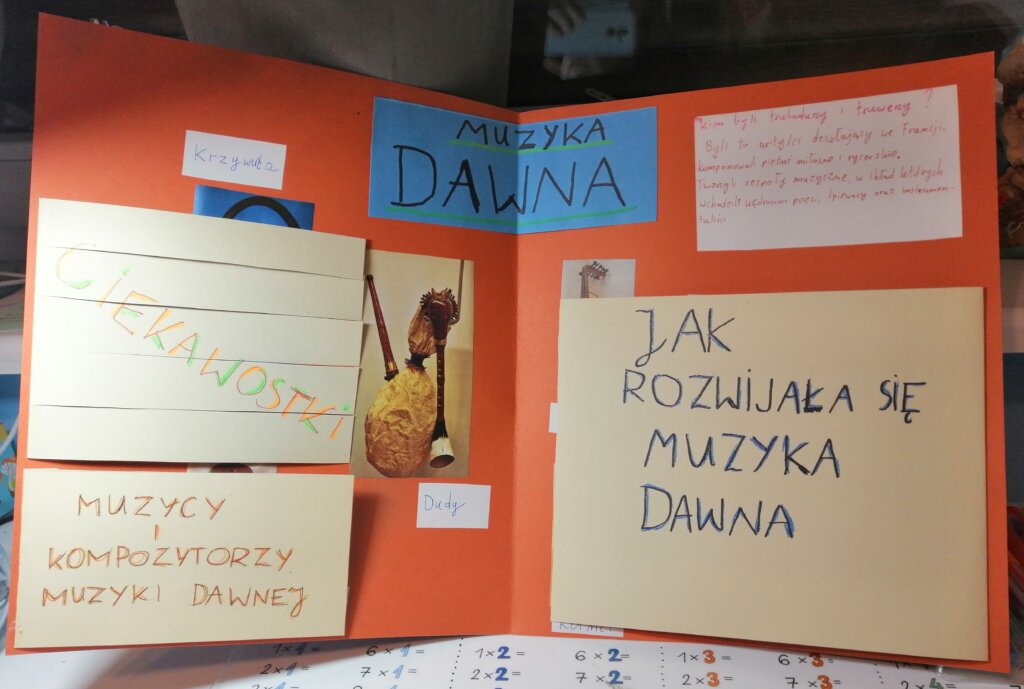 MUZYKA
DAWNA
Krzywuła
Kim byli trubadurzy i truwerzy?
Byli to artyści działający we Francji.
Komponowali pieśni miłosne i rycerskie.
Tworzyli zespoły muzyczne, w skład których
wchodzili wędrowni poeci, śpiewacy oraz instrumen-
taliści
CIEKAWOSTKI
Dudy
MUZYCY
I
KOMPOZYTORZY
MUZYKI DAWNEJ
JAK
ROZWIJAŁA SIĘ
MUZYKA
DAWNA
1×1= 6×1= 1×2= 6×2= 1×3= 6×3=
2×1= 7×1= 2×2= 7×2= 2×3= 7×3= 2×4=